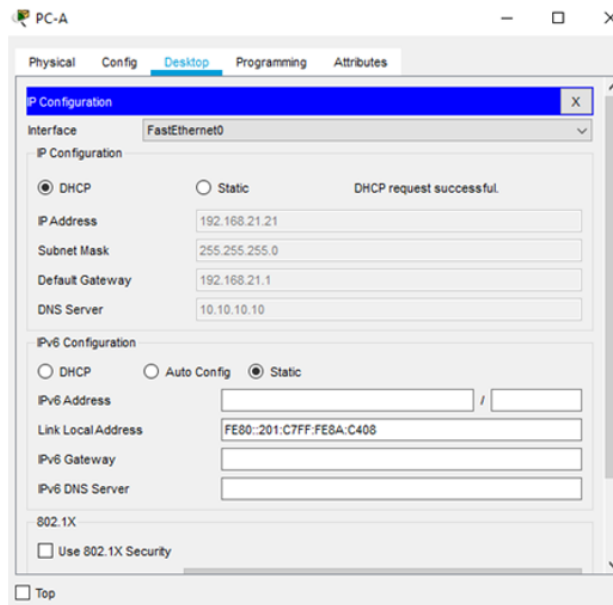 PC-A
Physical Config Desktop Programming Attributes
IP Configuration X
Interface FastEthernet0
IP Configuration
DHCP Static DHCP request successful.
IP Address 192.168.21.21
Subnet Mask 255.255.255.0
Default Gateway 192.168.21.1
DNS Server 10.10.10.10
IPv6 Configuration
DHCP Auto Config Static
IPv6 Address /
Link Local Address FE80::201:C7FF:FE8A:C408
IPv6 Gateway
IPv6 DNS Server
802.1X
Use 802.1X Security
Top